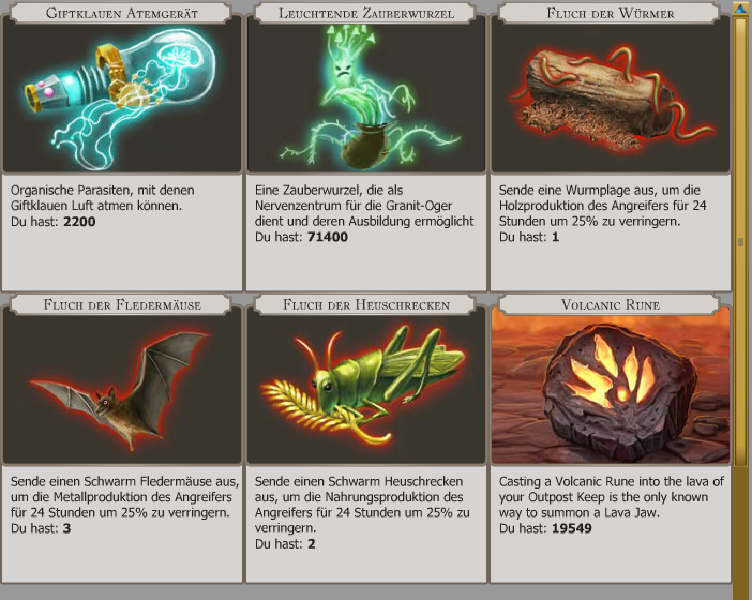 Giftklauen Atemgerät
Organische Parasiten, mit denen
Giftklauen Luft atmen können.
Du hast: 2200
Leuchtende Zauberwurzel
Eine Zauberwurzel, die als
Nervenzentrum für die Granit-Oger
dient und deren Ausbildung ermöglicht
Du hast: 71400
Fluch der Würmer
Sende eine Wurmplage aus, um die
Holzproduktion des Angreifers für 24
Stunden um 25% zu verringern.
Du hast: 1
Fluch der Fledermäuse
Sende einen Schwarm Fledermäuse aus,
um die Metallproduktion des Angreifers
für 24 Stunden um 25% zu verringern.
Du hast: 3
Fluch der Heuschrecken
Sende einen Schwarm Heuschrecken
aus, um die Nahrungsproduktion des
Angreifers für 24 Stunden um 25% zu
verringern.
Du hast: 2
Volcanic Rune
Casting a Volcanic Rune into the lava of
your Outpost Keep is the only known
way to summon a Lava Jaw.
Du hast: 19549